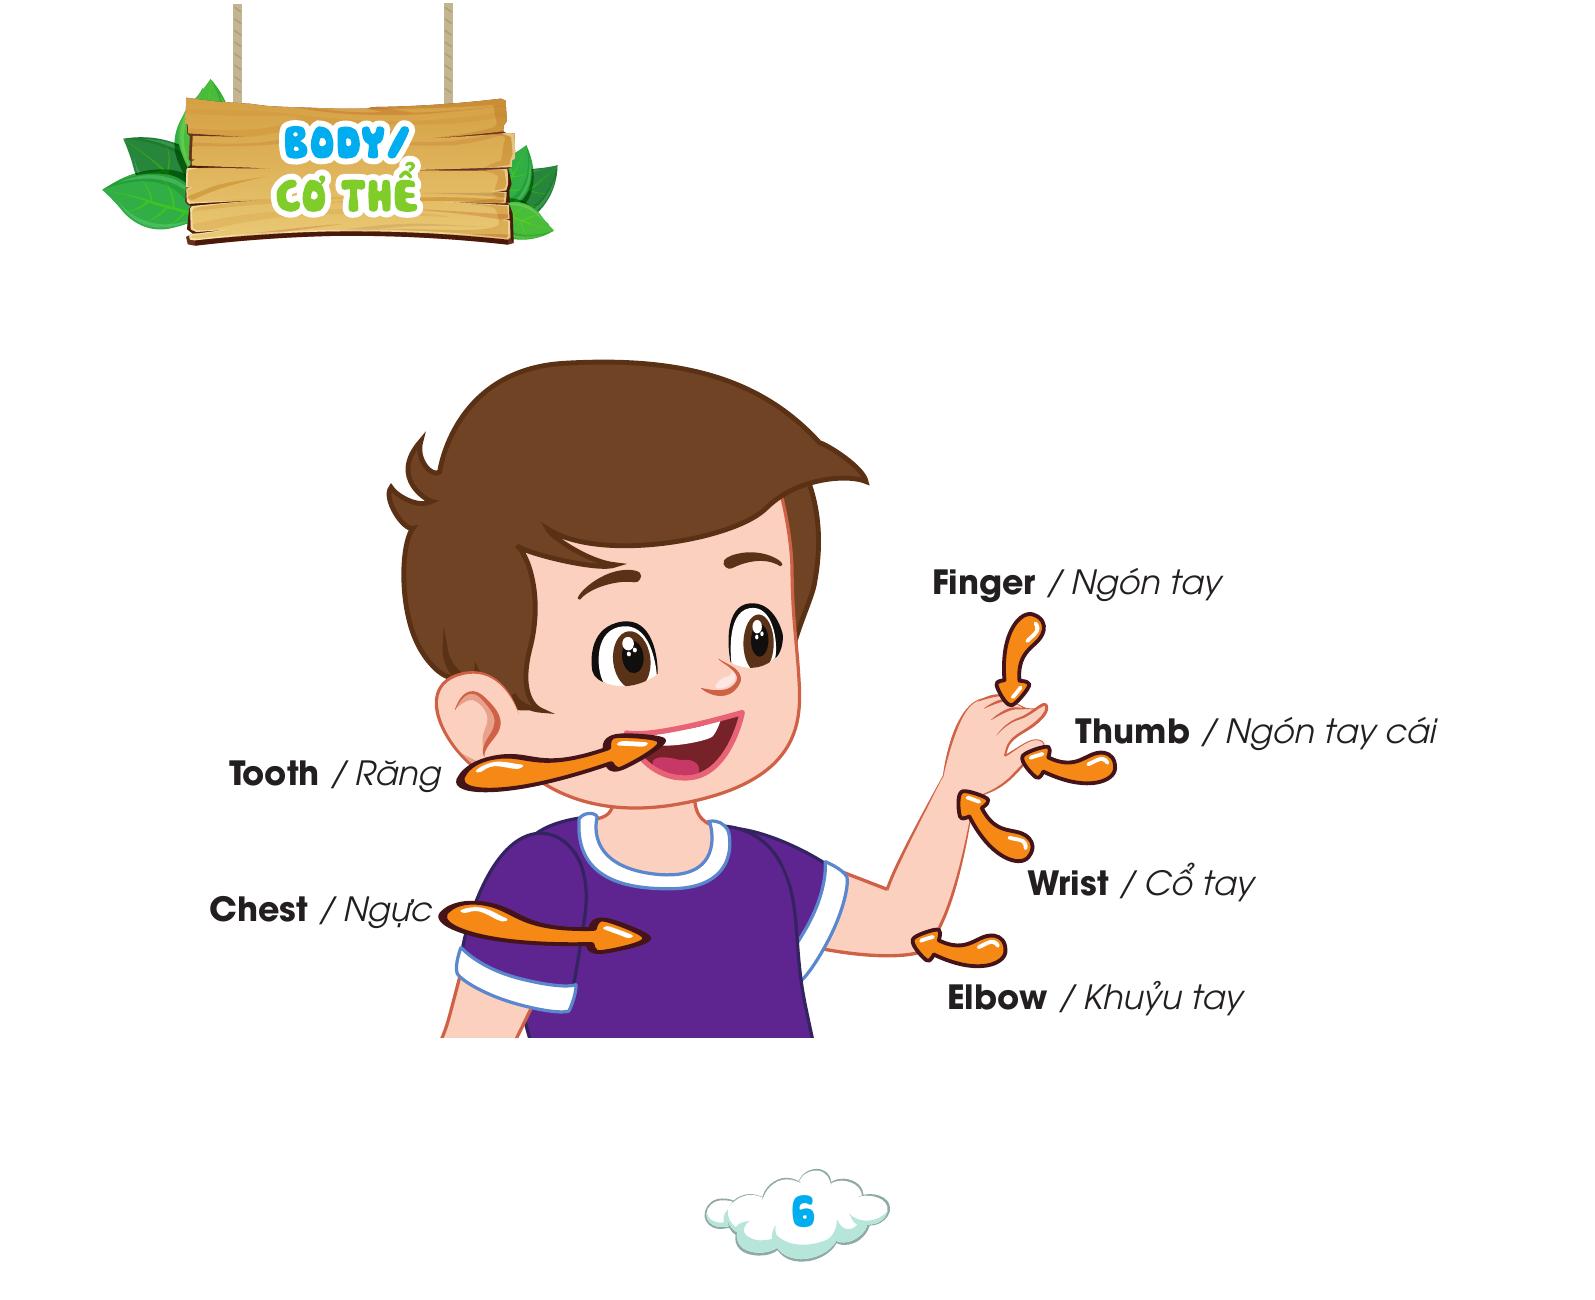 BODY/
CƠ THỂ
Finger / Ngón tay
Thumb / Ngón tay cái
Tooth / Răng
Wrist / Cổ tay
Chest / Ngực
Elbow / Khuỷu tay
6